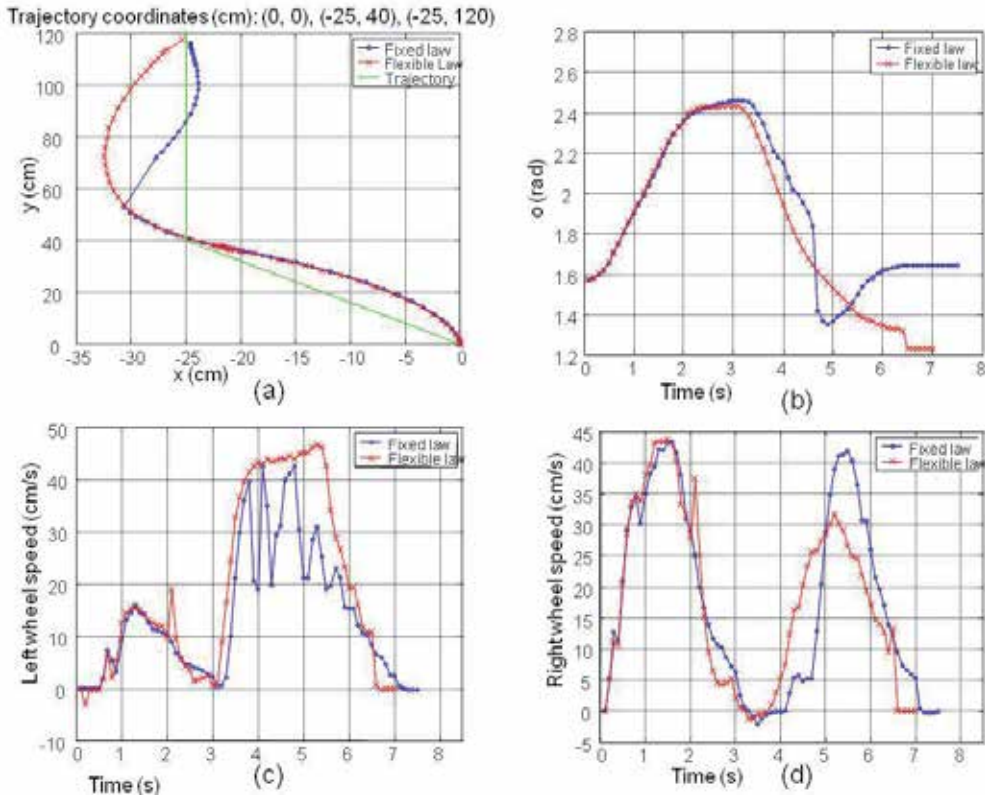 Trajectory coordinates (cm): (0, 0), (-25, 40), (-25, 120)
120
100
80
60
40
20
0
y (cm)
Fixed law
Flexible Law
Trajectory
-35 -30 -25 -20 -15 -10 -5 0
x (cm)
(a)
2.8
2.6
2.4
2.2
2
1.8
1.6
1.4
1.2
o (rad)
Fixed law
Flexible law
0 1 2 3 4 5 6 7 8
Time (s)
(b)
50
40
30
20
10
0
-10
Left wheel speed (cm/s)
Fixed law
Flexible law
0 1 2 3 4 5 6 7 8
Time (s)
(c)
45
40
35
30
25
20
15
10
5
0
-5
Right wheel speed (cm/s)
Fixed law
Flexible law
0 1 2 3 4 5 6 7 8
Time (s)
(d)